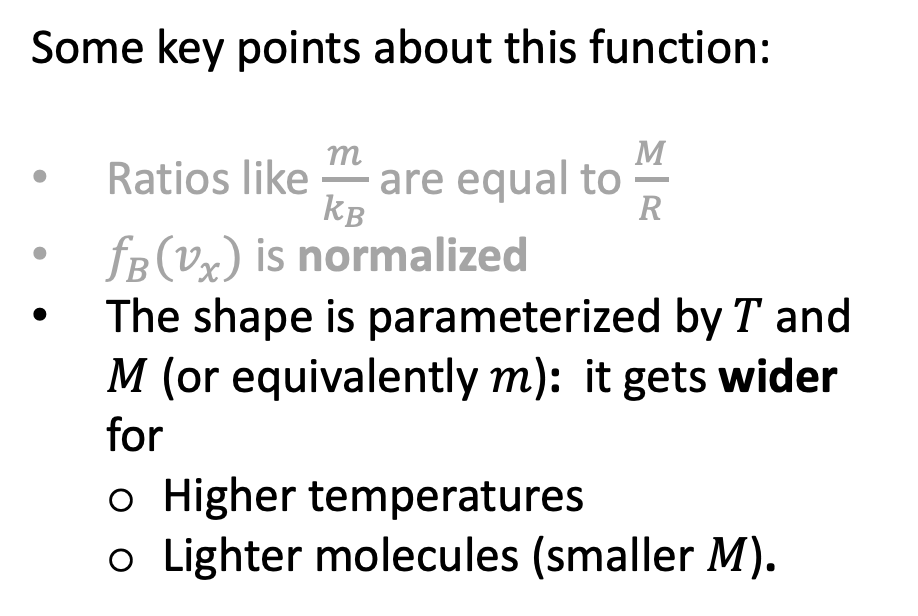 Some key points about this function:
• Ratios like m/k_B are equal to M/R
• f_B(v_x) is normalized
• The shape is parameterized by T and
M (or equivalently m): it gets wider
for
o Higher temperatures
o Lighter molecules (smaller M).